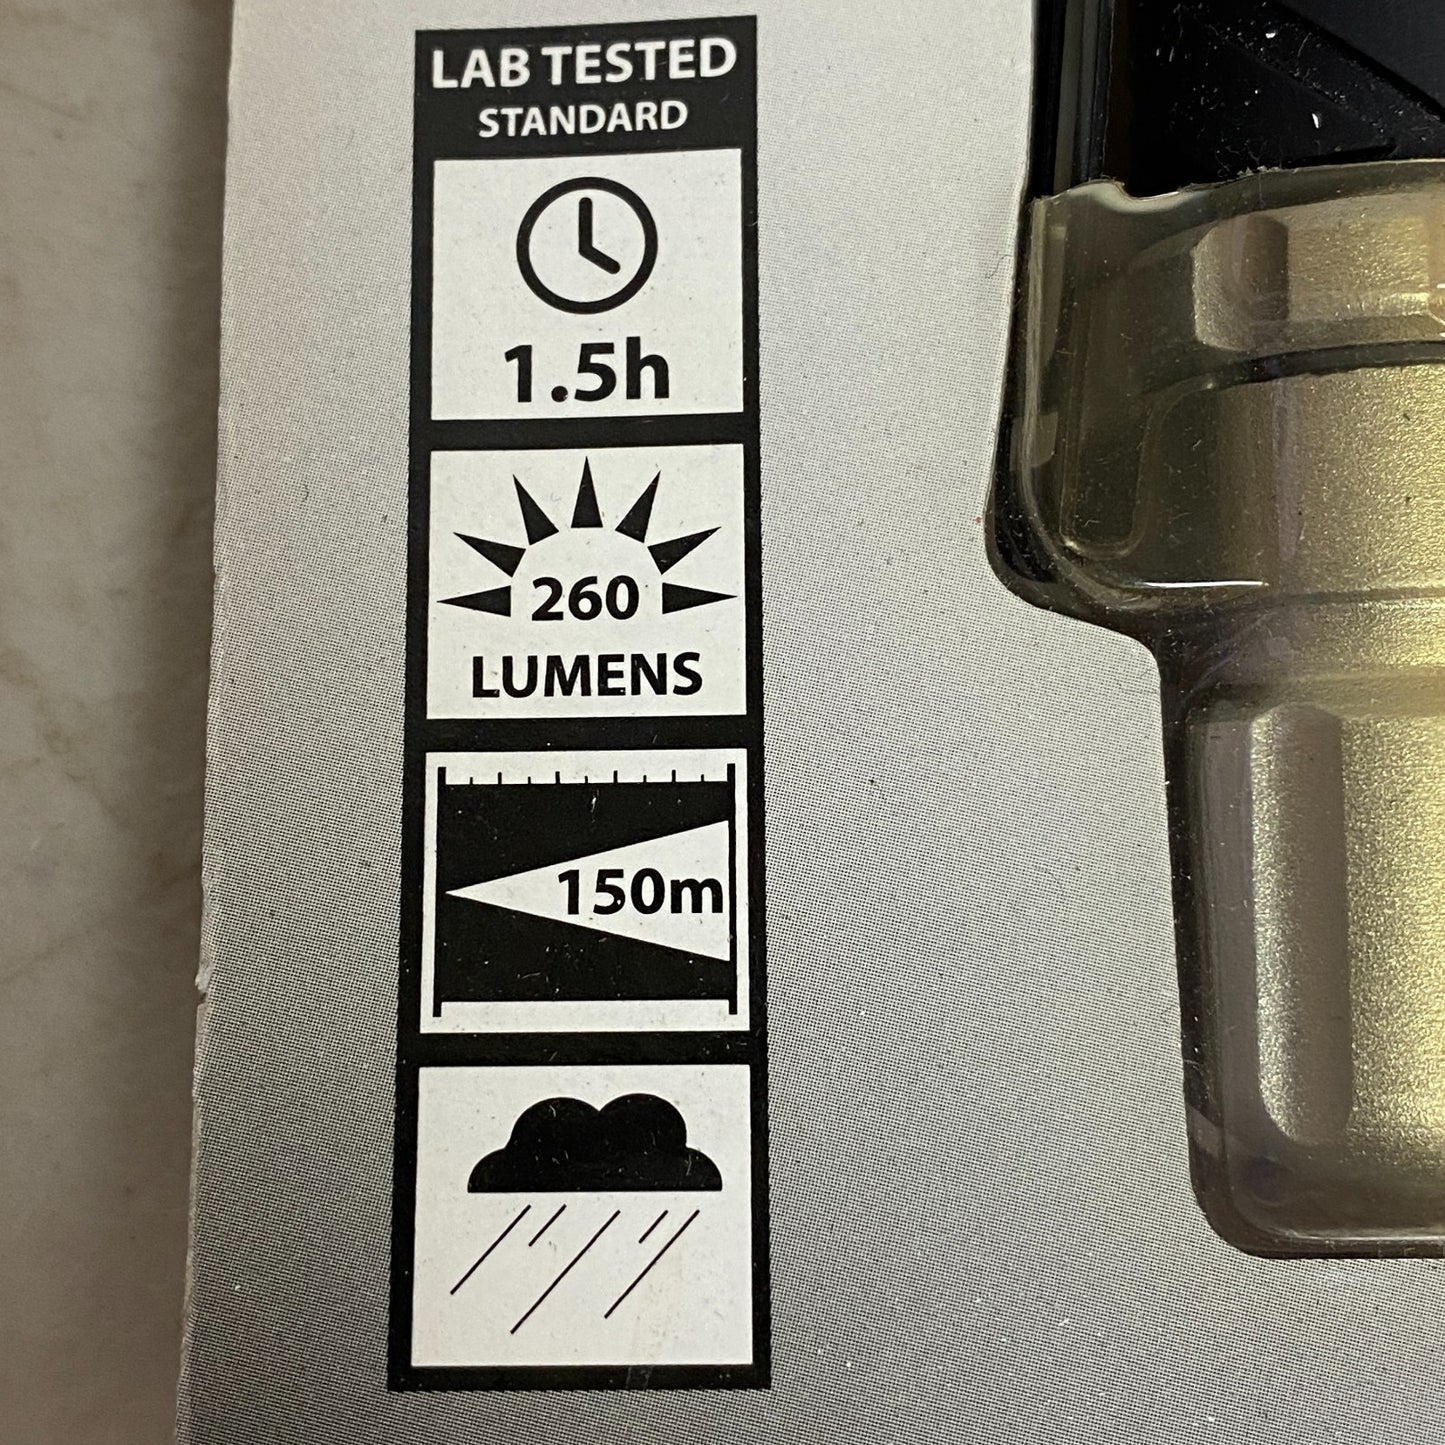 LAB TESTED
STANDARD
1.5h
260
LUMENS
150m